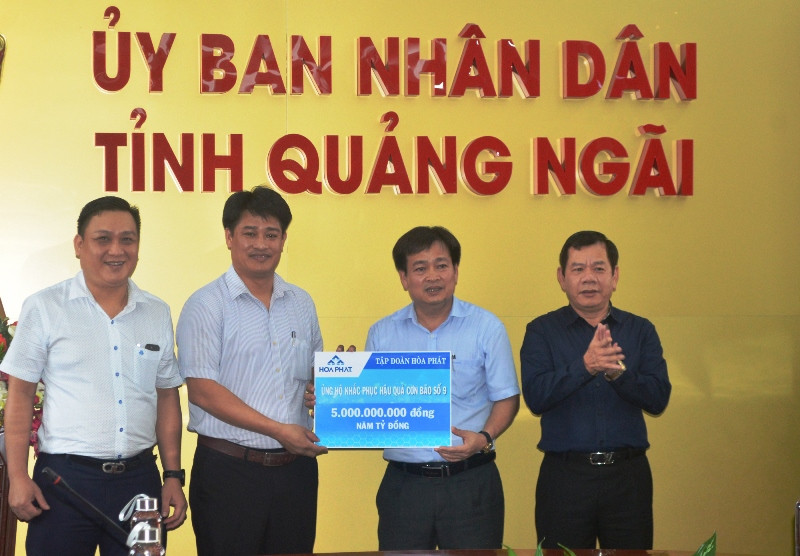 ỦY BAN NHÂN DÂN
TỈNH QUẢNG NGÃI
HÒA PHÁT
TẬP ĐOÀN HÒA PHÁT
ỦNG HỘ KHẮC PHỤC HẬU QUẢ CƠN BÃO SỐ 9
5.000.000.000 đồng
NĂM TỶ ĐỒNG